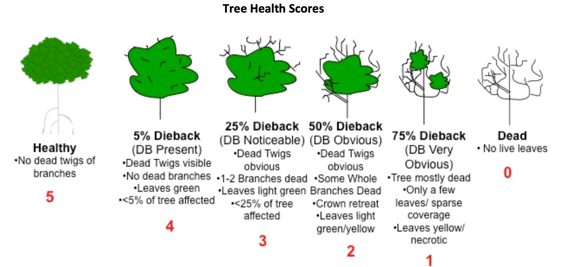 Tree Health Scores
Healthy
•No dead twigs of
branches
5
5% Dieback
(DB Present)
•Dead Twigs visible
•No dead branches
•Leaves green
•<5% of tree affected
4
25% Dieback
(DB Noticeable)
•Dead Twigs
obvious
•1-2 Branches dead
•Leaves light green
•<25% of tree
affected
3
50% Dieback
(DB Obvious)
•Dead Twigs
obvious
•Some Whole
Branches Dead
•Crown retreat
•Leaves light
green/yellow
2
75% Dieback
(DB Very
Obvious)
•Tree mostly dead
•Only a few
leaves/ sparse
coverage
•Leaves yellow/
necrotic
1
Dead
• No live leaves
0